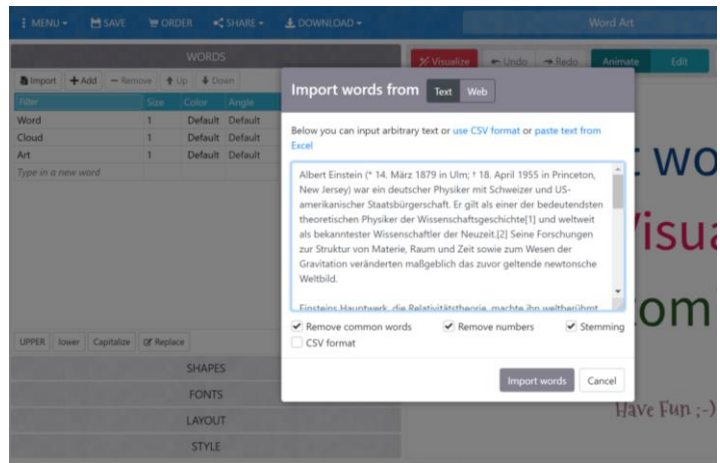 MENU SAVE ORDER SHARE DOWNLOAD Word Art
WORDS
Visualize Undo Redo Animate Edit
Import Add Remove Up Down
Filter Size Color Angle
Word 1 Default Default
Cloud 1 Default Default
Art 1 Default Default
Type in a new word
Import words from Text Web
Below you can input arbitrary text or use CSV format or paste text from
Excel
Albert Einstein (* 14. März 1879 in Ulm; † 18. April 1955 in Princeton,
New Jersey) war ein deutscher Physiker mit Schweizer und US-
amerikanischer Staatsbürgerschaft. Er gilt als einer der bedeutendsten
theoretischen Physiker der Wissenschaftsgeschichte[1] und weltweit
als bekanntester Wissenschaftler der Neuzeit.[2] Seine Forschungen
zur Struktur von Materie, Raum und Zeit sowie zum Wesen der
Gravitation veränderten maßgeblich das zuvor geltende newtonsche
Weltbild.
Einsteins Hauptwerk, die Relativitätstheorie, machte ihn weltberühmt.
Remove common words Remove numbers Stemming
CSV format
Import words Cancel
UPPER lower Capitalize Replace
SHAPES
FONTS
LAYOUT
STYLE
Have Fun ;-)